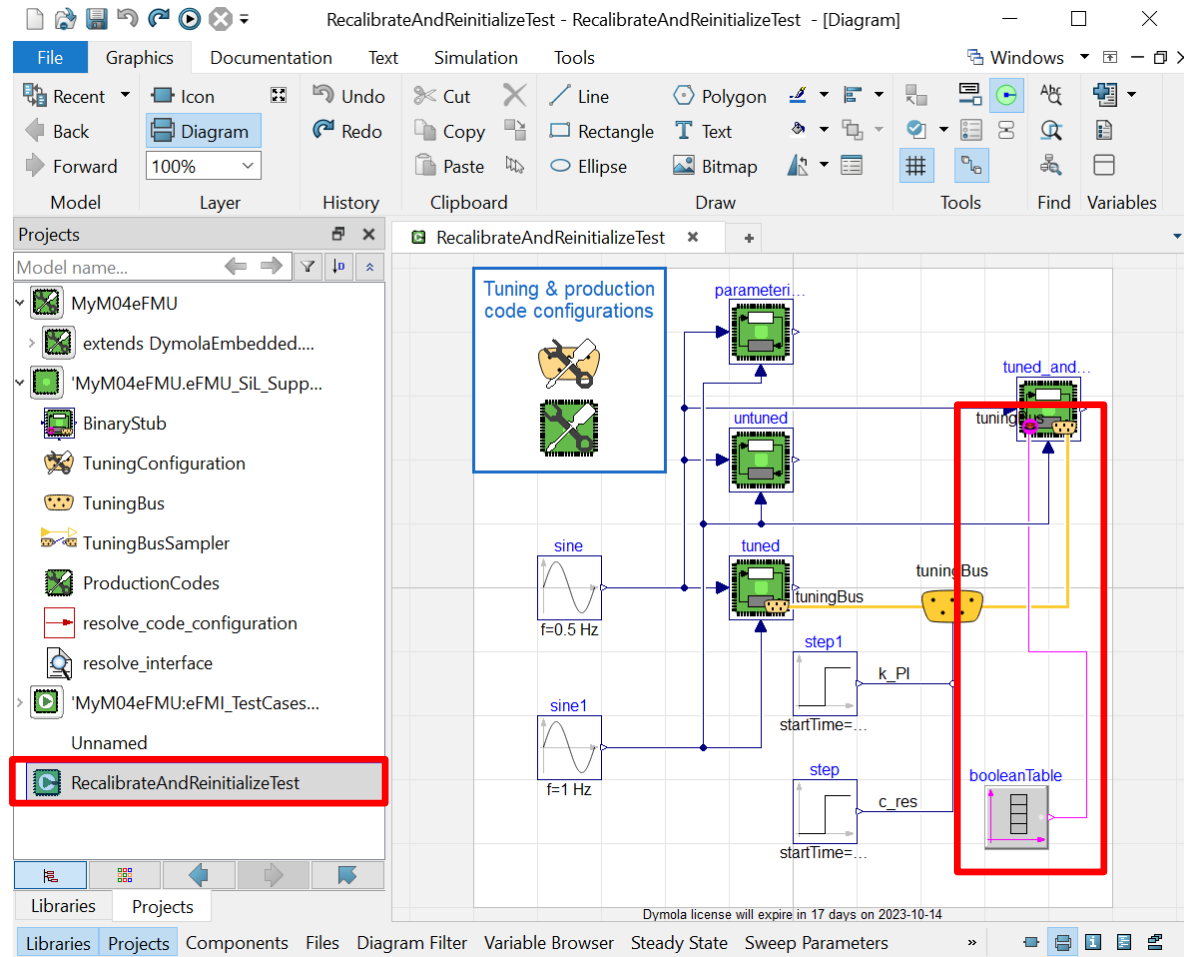 RecalibrateAndReinitializeTest - RecalibrateAndReinitializeTest - [Diagram]
File Graphics Documentation Text Simulation Tools Windows
Recent Icon Undo Cut Line Polygon
Back Diagram Redo Copy Rectangle Text
Forward 100% Paste Ellipse Bitmap
Model Layer History Clipboard Draw Tools Find Variables
Projects
Model name...
MyM04eFMU
extends DymolaEmbedded....
'MyM04eFMU.eFMU_SiL_Supp...
BinaryStub
TuningConfiguration
TuningBus
TuningBusSampler
ProductionCodes
resolve_code_configuration
resolve_interface
'MyM04eFMU:eFMI_TestCases...
Unnamed
RecalibrateAndReinitializeTest
Libraries Projects
RecalibrateAndReinitializeTest
Tuning & production
code configurations
parameteri...
tuned_and...
tuningBus
untuned
sine
f=0.5 Hz
tuned
tuningBus
tuningBus
step1
k_PI
startTime=...
sine1
f=1 Hz
step
c_res
startTime=...
booleanTable
Dymola license will expire in 17 days on 2023-10-14
Libraries Projects Components Files Diagram Filter Variable Browser Steady State Sweep Parameters »